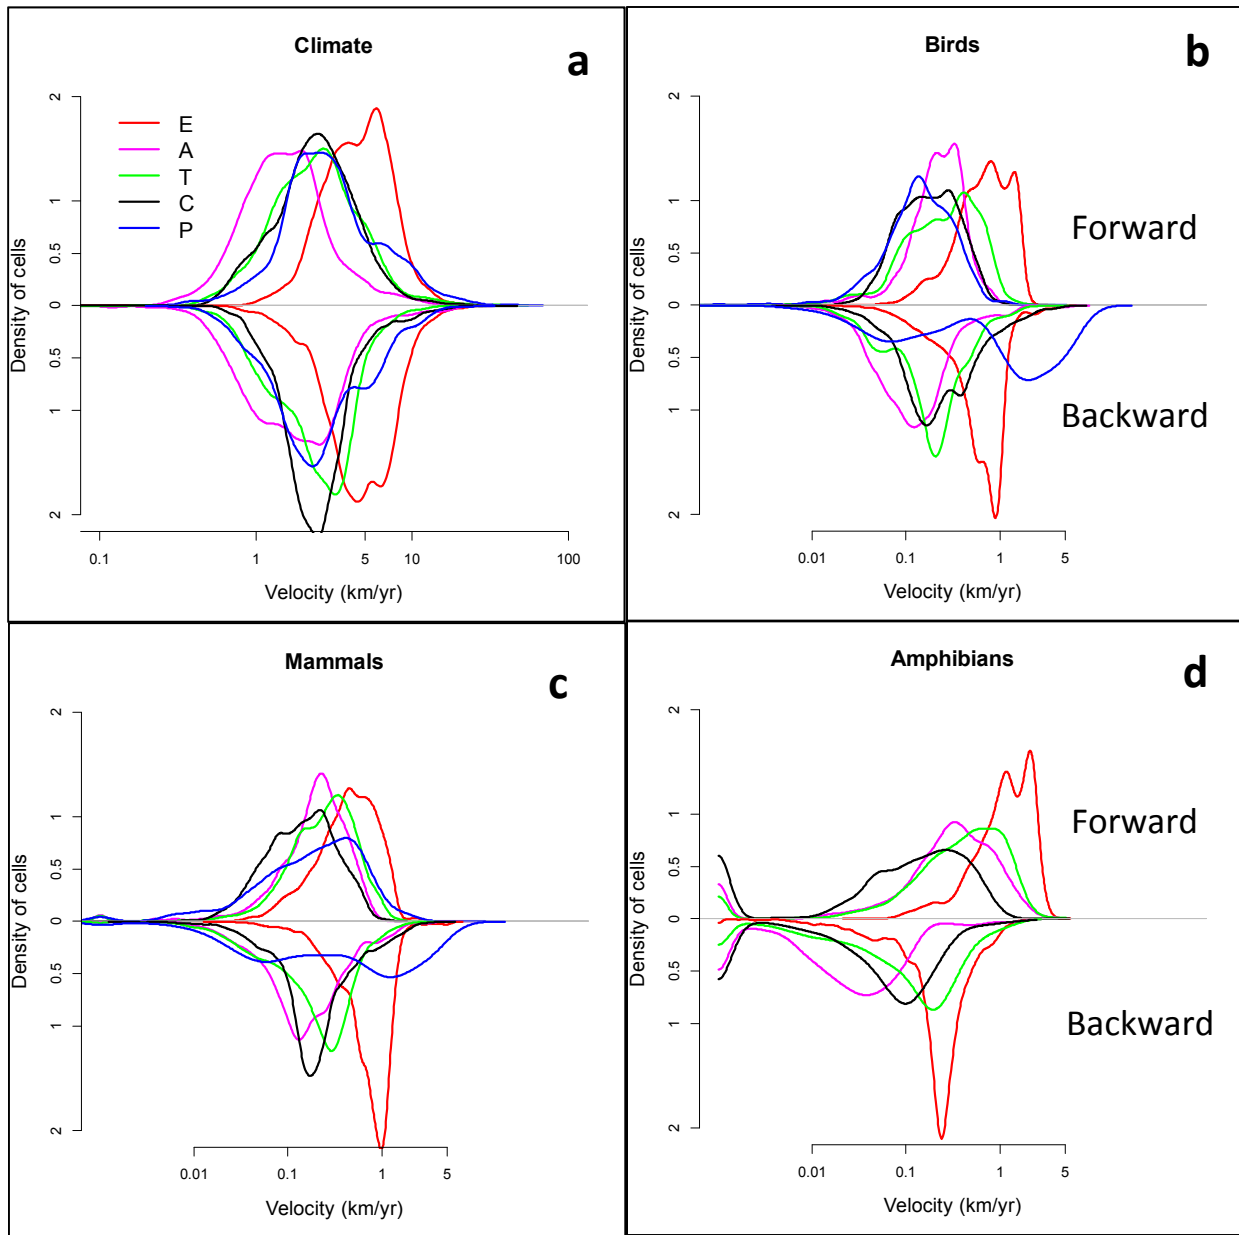 Climate
a
2
1
0.5
0
0.5
1
2
Density of cells
E
A
T
C
P
0.1
1
5
10
100
Velocity (km/yr)
Birds
b
2
1
0.5
0
0.5
1
2
Density of cells
Forward
Backward
0.01
0.1
1
5
Velocity (km/yr)
Mammals
c
2
1
0.5
0
0.5
1
2
Density of cells
0.01
0.1
1
5
Velocity (km/yr)
Amphibians
d
2
1
0.5
0
0.5
1
2
Density of cells
Forward
Backward
0.01
0.1
1
5
Velocity (km/yr)